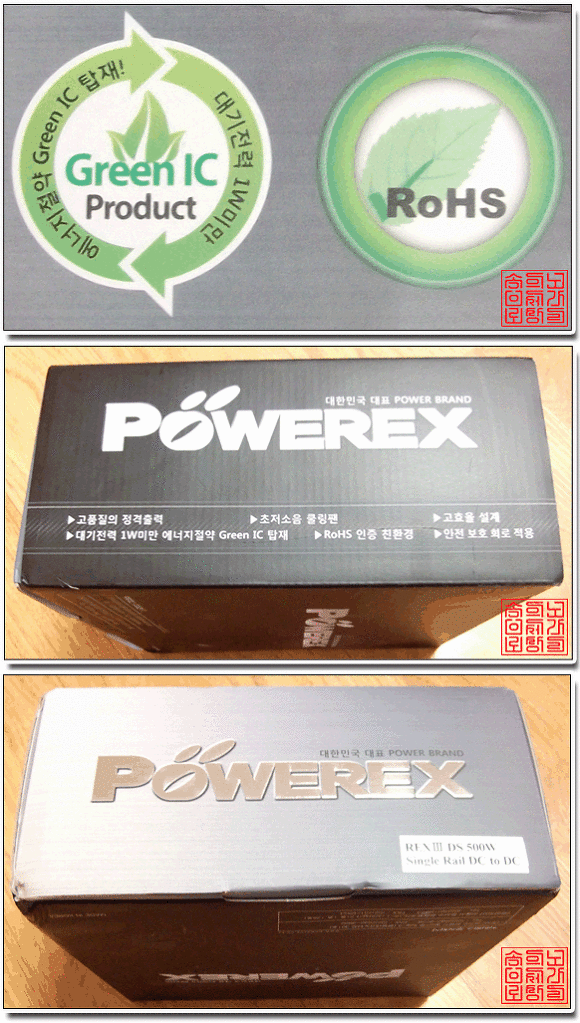 에너지절약 Green IC 탑재!
대기전력 1W미만
Green IC
Product
RoHS
대한민국 대표 POWER BRAND
POWEREX
▶고품질의 정격출력 ▶초저소음 쿨링팬 ▶고효율 설계
▶대기전력 1W미만 에너지절약 Green IC 탑재 ▶RoHS 인증 친환경 ▶안전 보호 회로 적용
POWEREX
대한민국 대표 POWER BRAND
POWEREX
REXⅢ DS 500W
Single Rail DC to DC
POWEREX